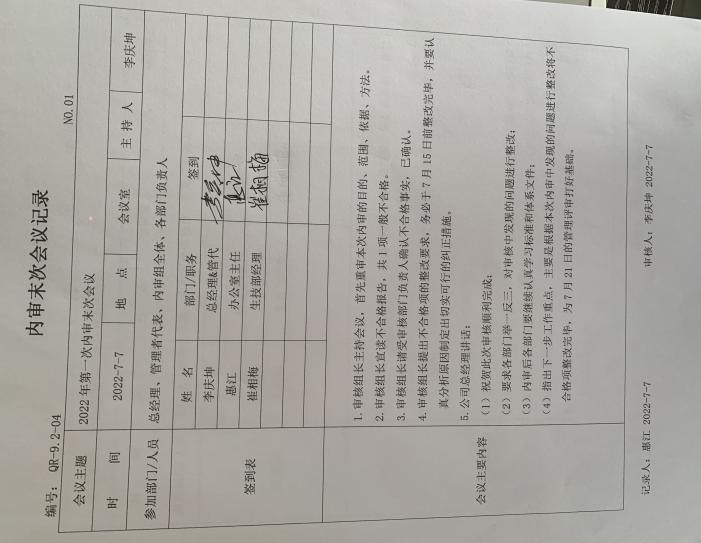 内审末次会议记录
编号：QR-9.2-04 NO.01
会议主题 2022年第一次内审末次会议
时 间 2022-7-7 地 点 会议室 主 持 人 李庆坤
参加部门/人员 总经理、管理者代表、内审组全体、各部门负责人
签到表 姓 名 部门/职务 签到
李庆坤 总经理&管代 李庆坤
惠江 办公室主任 惠江
崔相梅 生技部经理 崔相梅
会议主要内容
1.审核组长主持会议，首先重审本次内审的目的、范围、依据、方法。
2.审核组长宣读不合格报告，共1项一般不合格。
3.审核组长请受审核部门负责人确认不合格事实，已确认。
4.审核组长提出不合格项的整改要求，务必于7月15日前整改完毕，并要认
真分析原因制定出切实可行的纠正措施。
5.公司总经理讲话：
（1）祝贺此次审核顺利完成；
（2）要求各部门举一反三，对审核中发现的问题进行整改；
（3）内审后各部门要继续认真学习标准和体系文件；
（4）指出下一步工作重点，主要是根据本次内审中发现的问题进行整改将不
合格项整改完毕，为7月21日的管理评审打好基础。
记录人：惠江 2022-7-7 审核人：李庆坤 2022-7-7